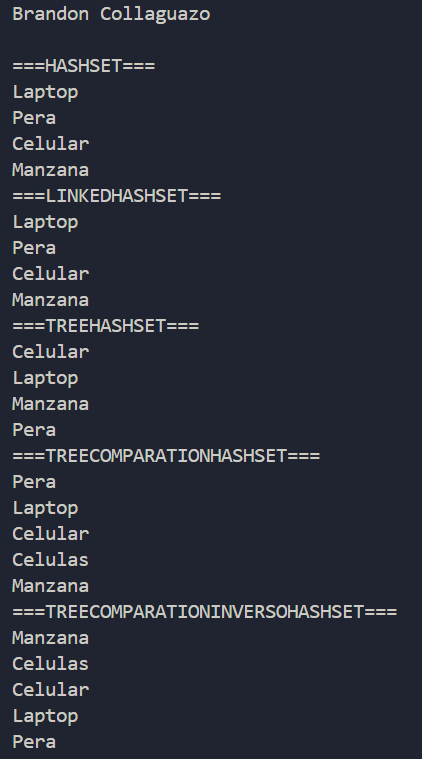 Brandon Collaguazo
===HASHSET===
Laptop
Pera
Celular
Manzana
===LINKEDHASHSET===
Laptop
Pera
Celular
Manzana
===TREEHASHSET===
Celular
Laptop
Manzana
Pera
===TREECOMPARATIONHASHSET===
Pera
Laptop
Celular
Celulas
Manzana
===TREECOMPARATIONINVERSOHASHSET===
Manzana
Celulas
Celular
Laptop
Pera